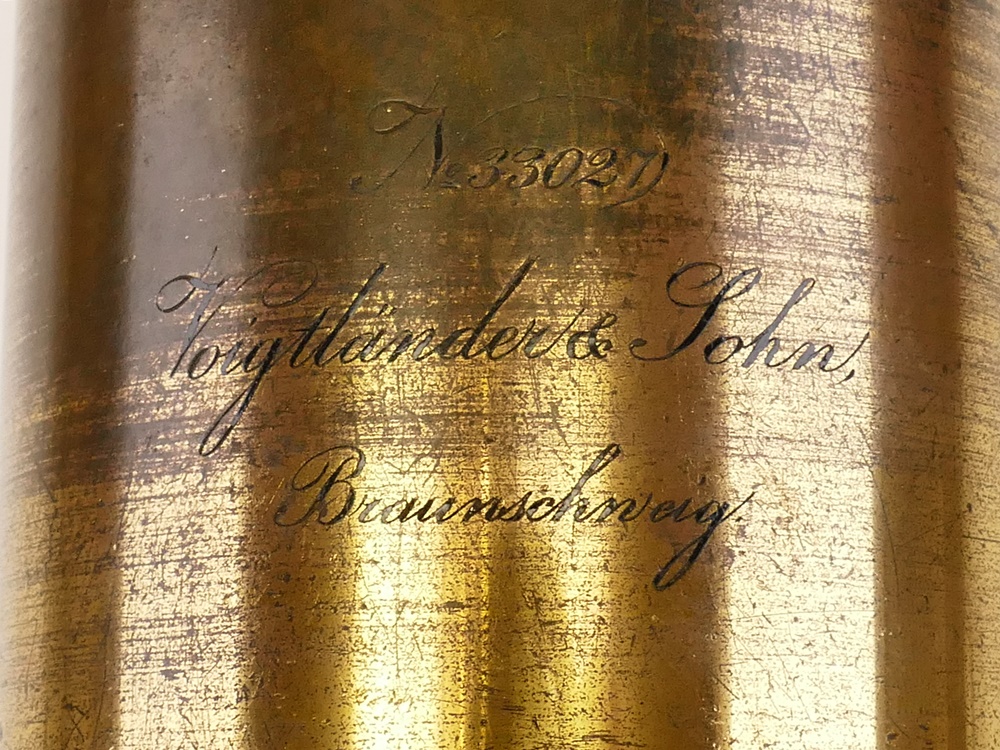 № 33027
Voigtländer & Sohn,
Braunschweig.